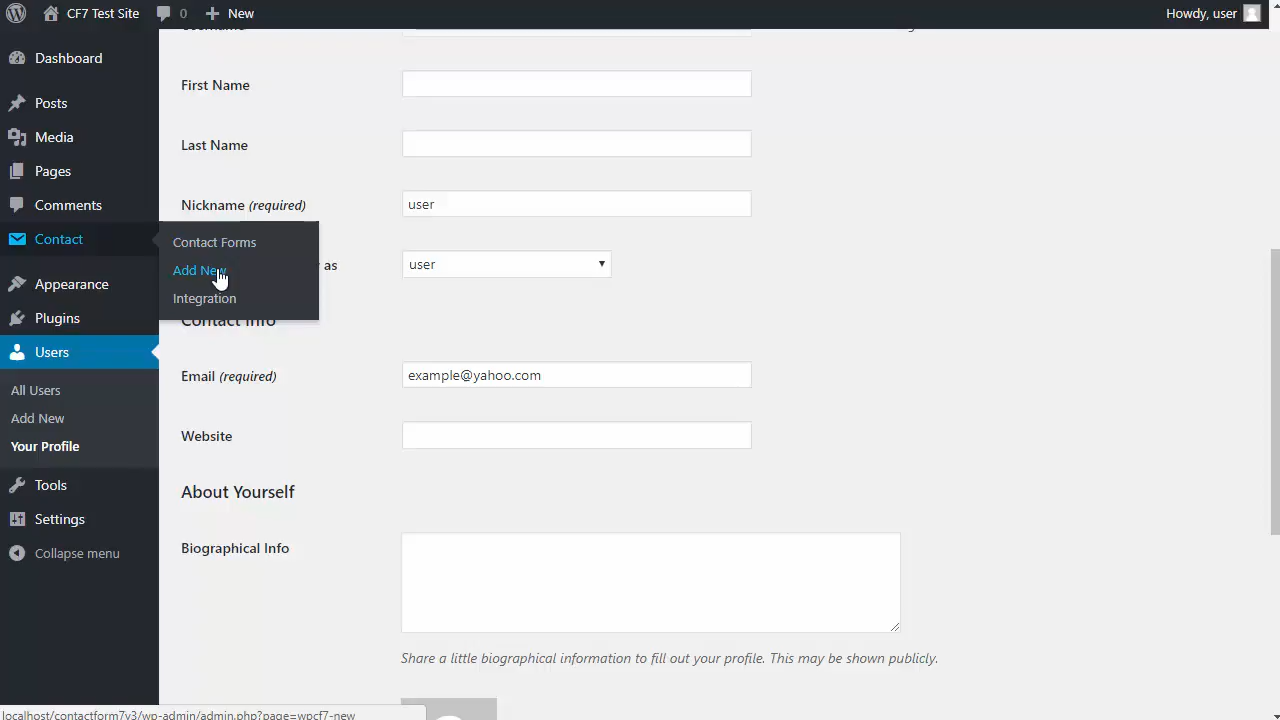 CF7 Test Site 0 New Howdy, user
Dashboard
Posts
Media
Pages
Comments
Contact
Contact Forms
Add New
Integration
Appearance
Plugins
Users
All Users
Add New
Your Profile
Tools
Settings
Collapse menu
First Name
Last Name
Nickname (required) user
as user
Contact Info
Email (required) example@yahoo.com
Website
About Yourself
Biographical Info
Share a little biographical information to fill out your profile. This may be shown publicly.
localhost/contactform7v3/wp-admin/admin.php?page=wpcf7-new